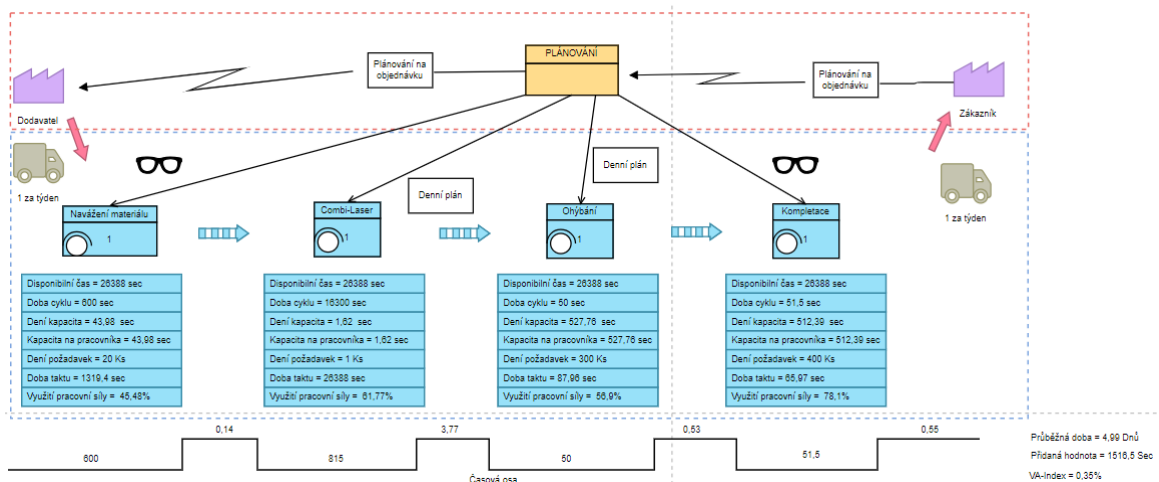 PLÁNOVÁNÍ
Plánování na
objednávku
Plánování na
objednávku
Dodavatel
Zákazník
1 za týden
1 za týden
Denní plán
Denní plán
Navážení materiálu
1
Combi-Laser
1
Ohýbání
1
Kompletace
1
Disponibilní čas = 26388 sec
Doba cyklu = 600 sec
Dení kapacita = 43,98 sec
Kapacita na pracovníka = 43,98 sec
Dení požadavek = 20 Ks
Doba taktu = 1319,4 sec
Využití pracovní síly = 45,48%
Disponibilní čas = 26388 sec
Doba cyklu = 16300 sec
Dení kapacita = 1,62 sec
Kapacita na pracovníka = 1,62 sec
Dení požadavek = 1 Ks
Doba taktu = 26388 sec
Využití pracovní síly = 61,77%
Disponibilní čas = 26388 sec
Doba cyklu = 50 sec
Dení kapacita = 527,76 sec
Kapacita na pracovníka = 527,76 sec
Dení požadavek = 300 Ks
Doba taktu = 87,96 sec
Využití pracovní síly = 56,9%
Disponibilní čas = 26388 sec
Doba cyklu = 51,5 sec
Dení kapacita = 512,39 sec
Kapacita na pracovníka = 512,39 sec
Dení požadavek = 400 Ks
Doba taktu = 65,97 sec
Využití pracovní síly = 78,1%
0,14
3,77
0,53
0,55
600
815
50
51,5
Časová osa
Průběžná doba = 4,99 Dnů
Přidaná hodnota = 1516,5 Sec
VA-Index = 0,35%